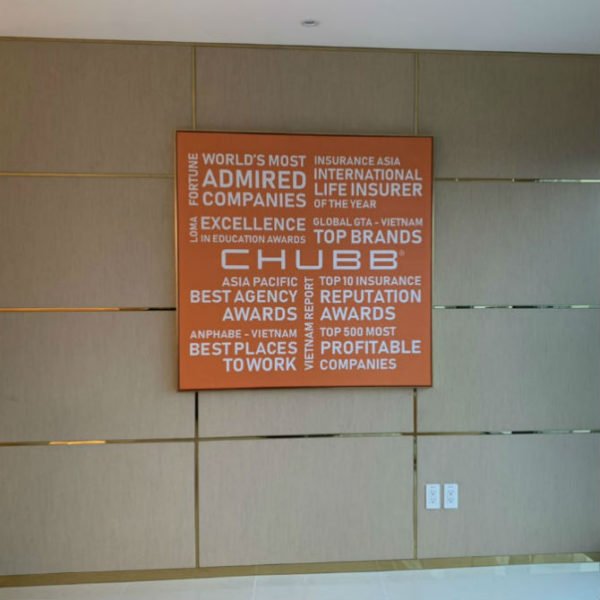 FORTUNE
WORLD'S MOST
ADMIRED
COMPANIES
INSURANCE ASIA
INTERNATIONAL
LIFE INSURER
OF THE YEAR
LOMA
EXCELLENCE
IN EDUCATION AWARDS
GLOBAL GTA - VIETNAM
TOP BRANDS
CHUBB®
ASIA PACIFIC
BEST AGENCY
AWARDS
VIETNAM REPORT
TOP 10 INSURANCE
REPUTATION
AWARDS
ANPHABE - VIETNAM
BEST PLACES
TO WORK
TOP 500 MOST
PROFITABLE
COMPANIES